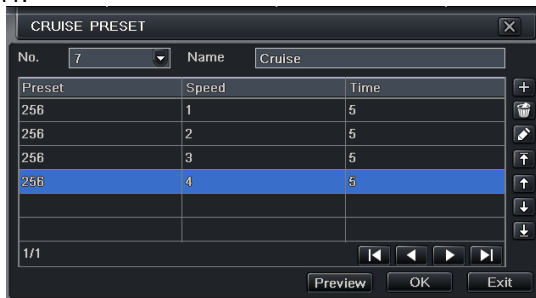 CRUISE PRESET
No. 7 Name Cruise
Preset Speed Time
256 1 5
256 2 5
256 3 5
256 4 5
1/1
Preview OK Exit